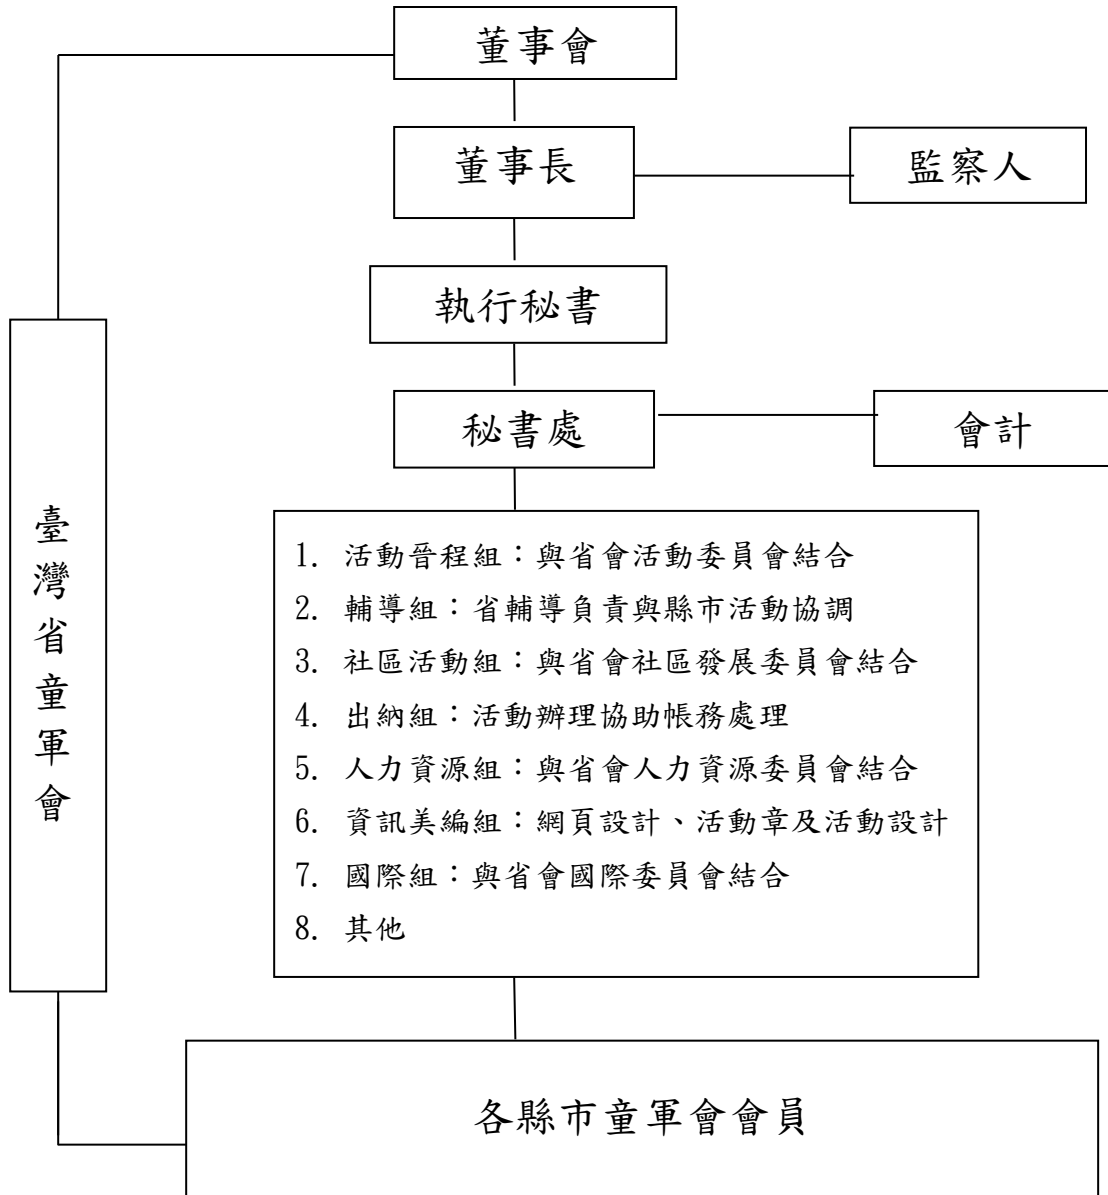 董事會
董事長
監察人
執行秘書
秘書處
會計
臺灣省童軍會
1. 活動晉程組：與省會活動委員會結合
2. 輔導組：省輔導負責與縣市活動協調
3. 社區活動組：與省會社區發展委員會結合
4. 出納組：活動辦理協助帳務處理
5. 人力資源組：與省會人力資源委員會結合
6. 資訊美編組：網頁設計、活動章及活動設計
7. 國際組：與省會國際委員會結合
8. 其他
各縣市童軍會會員